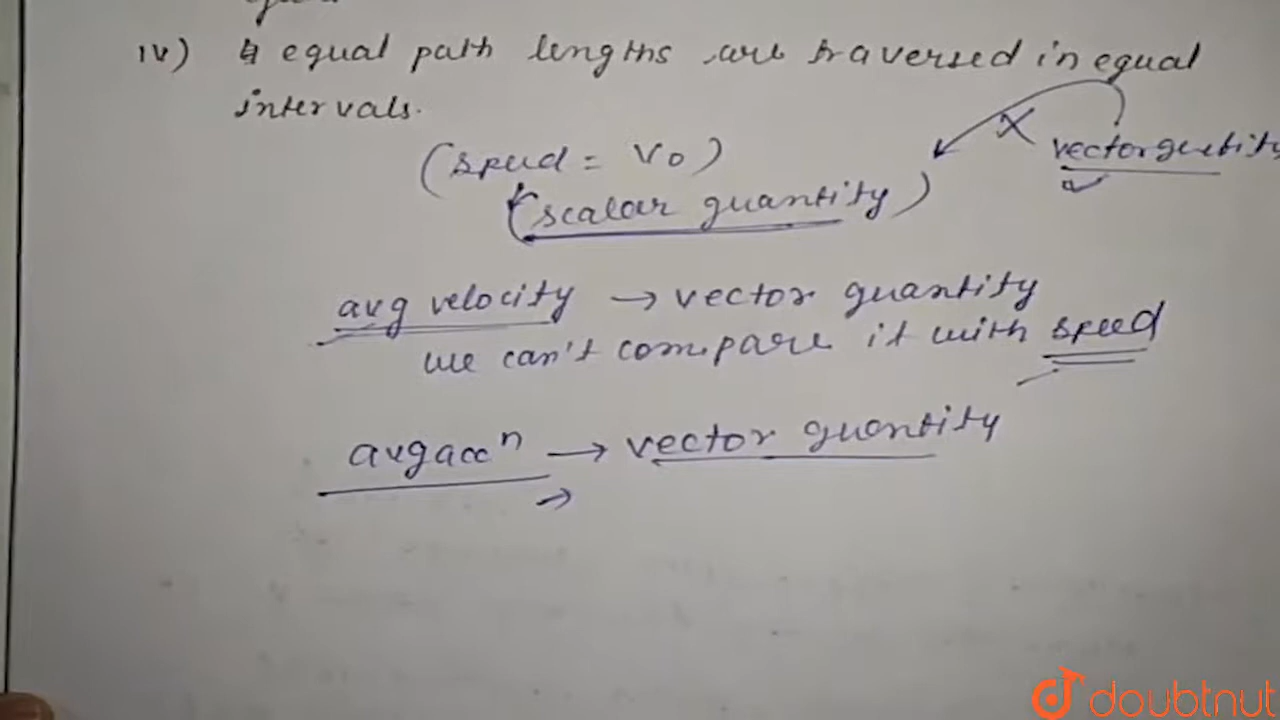 iv) equal path lengths are traversed in equal
intervals.
(speed = v0)
vector quantity
(scalar quantity)
avg velocity → vector quantity
we can't compare it with speed
avg accⁿ → vector quantity
→
doubtnut